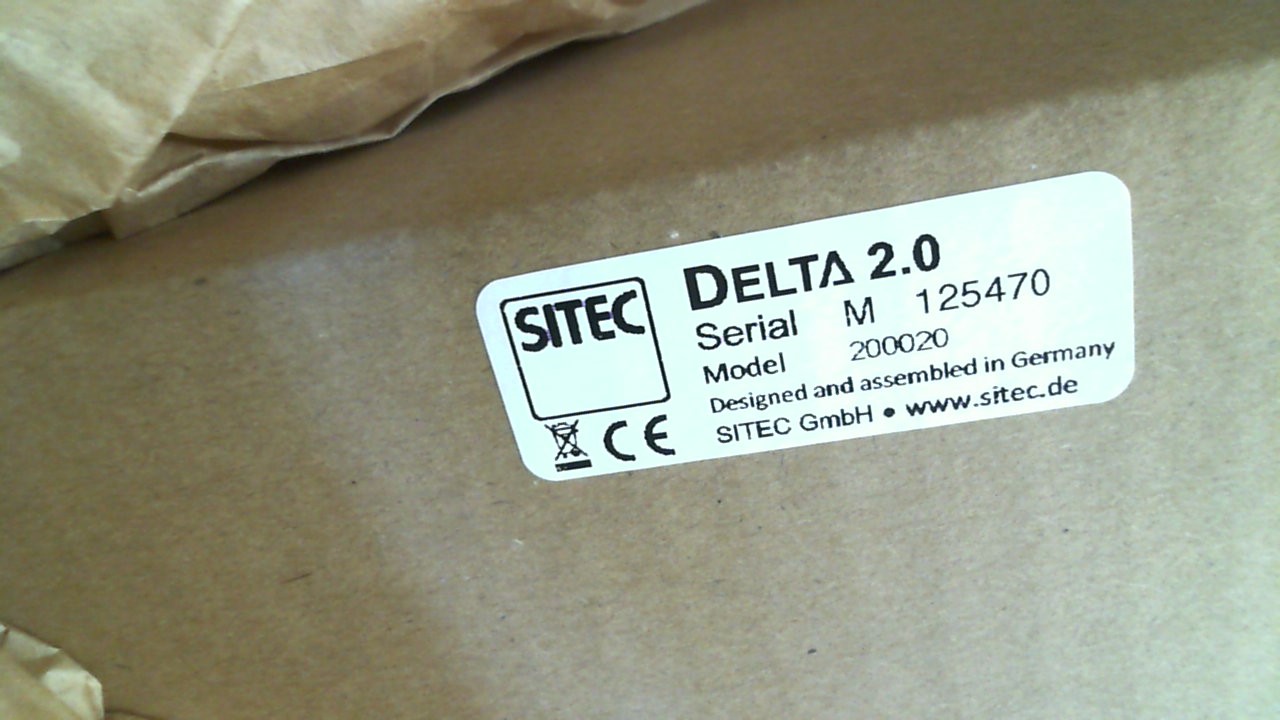 SITEC
DELTA 2.0
Serial M 125470
Model 200020
Designed and assembled in Germany
SITEC GmbH • www.sitec.de
CE